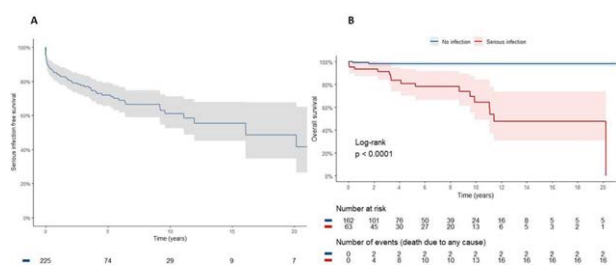 A
100%
80%
60%
40%
20%
0%
Serious infection free survival
0
5
10
15
20
Time (years)
225 74 29 9 7
B
No infection Serious infection
100%
80%
60%
40%
20%
0%
Overall survival
Log-rank
p < 0.0001
0 2 4 6 8 10 12 14 16 18 20
Time (years)
Number at risk
162 101 76 50 39 24 16 8 5 5 5
63 45 30 27 20 13 6 5 3 2 1
Number of events (death due to any cause)
0 2 2 2 2 2 2 2 2 2 2
0 4 8 10 10 13 16 16 16 16 16